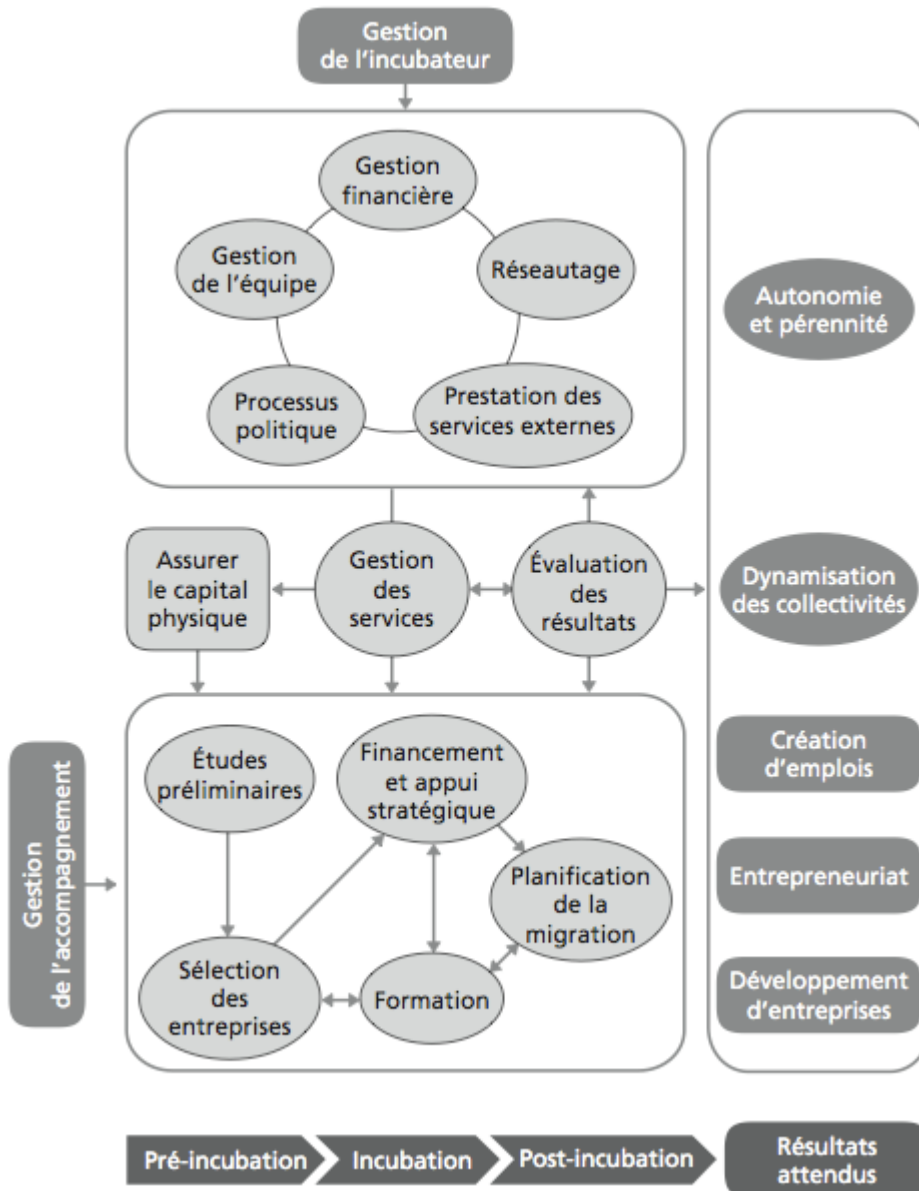 Gestion
de l'incubateur
Gestion
financière
Gestion
de l'équipe
Réseautage
Processus
politique
Prestation des
services externes
Autonomie
et pérennité
Assurer
le capital
physique
Gestion
des
services
Évaluation
des
résultats
Dynamisation
des collectivités
Gestion
de l'accompagnement
Études
préliminaires
Financement
et appui
stratégique
Planification
de la
migration
Sélection
des
entreprises
Formation
Création
d'emplois
Entrepreneuriat
Développement
d'entreprises
Pré-incubation
Incubation
Post-incubation
Résultats
attendus